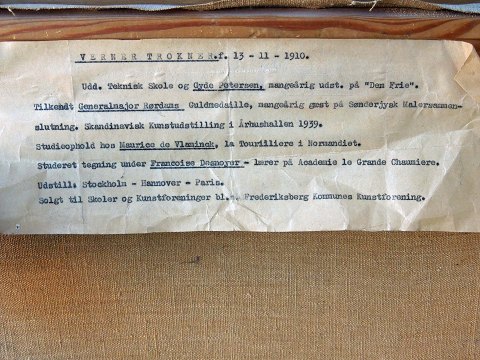 VERNER TROKNER.f. 13 - 11 - 1910.
Udd. Teknisk Skole og Gyde Petersen, mangeårig udst. på "Den Frie".
Tilkendt Generalmajor Rørdams Guldmedaille, mangeårig gæst på Sønderjysk Malersammen-
slutning. Skandinavisk Kunstudstilling i Århushallen 1939.
Studieophold hos Maurice de Vlaminck, la Tourilliere i Normandiet.
Studeret tegning under Francoise Desnoyer - lærer på Academie le Grande Chaumiere.
Udstill. Stockholm - Hannover - Paris.
Solgt til Skoler og Kunstforeninger bl. Frederiksberg Kommunes Kunstforening.